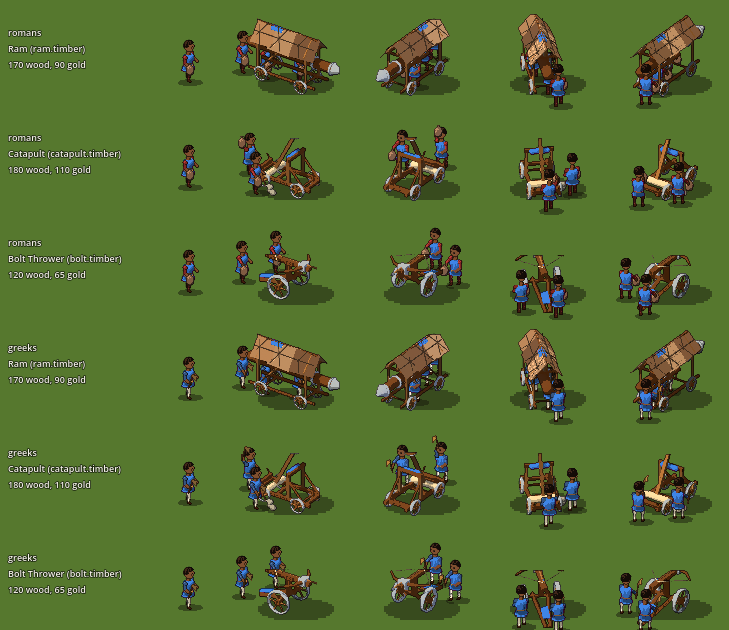 romans
Ram (ram.timber)
170 wood, 90 gold
romans
Catapult (catapult.timber)
180 wood, 110 gold
romans
Bolt Thrower (bolt.timber)
120 wood, 65 gold
greeks
Ram (ram.timber)
170 wood, 90 gold
greeks
Catapult (catapult.timber)
180 wood, 110 gold
greeks
Bolt Thrower (bolt.timber)
120 wood, 65 gold